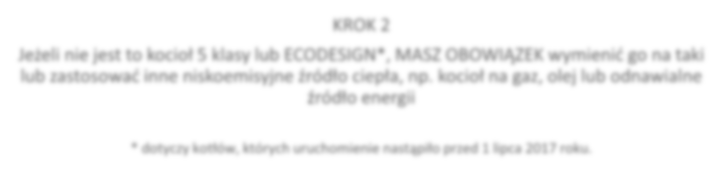 KROK 2
Jeżeli nie jest to kocioł 5 klasy lub ECODESIGN*, MASZ OBOWIĄZEK wymienić go na taki
lub zastosować inne niskoemisyjne źródło ciepła, np. kocioł na gaz, olej lub odnawialne
źródło energii
* dotyczy kotłów, których uruchomienie nastąpiło przed 1 lipca 2017 roku.